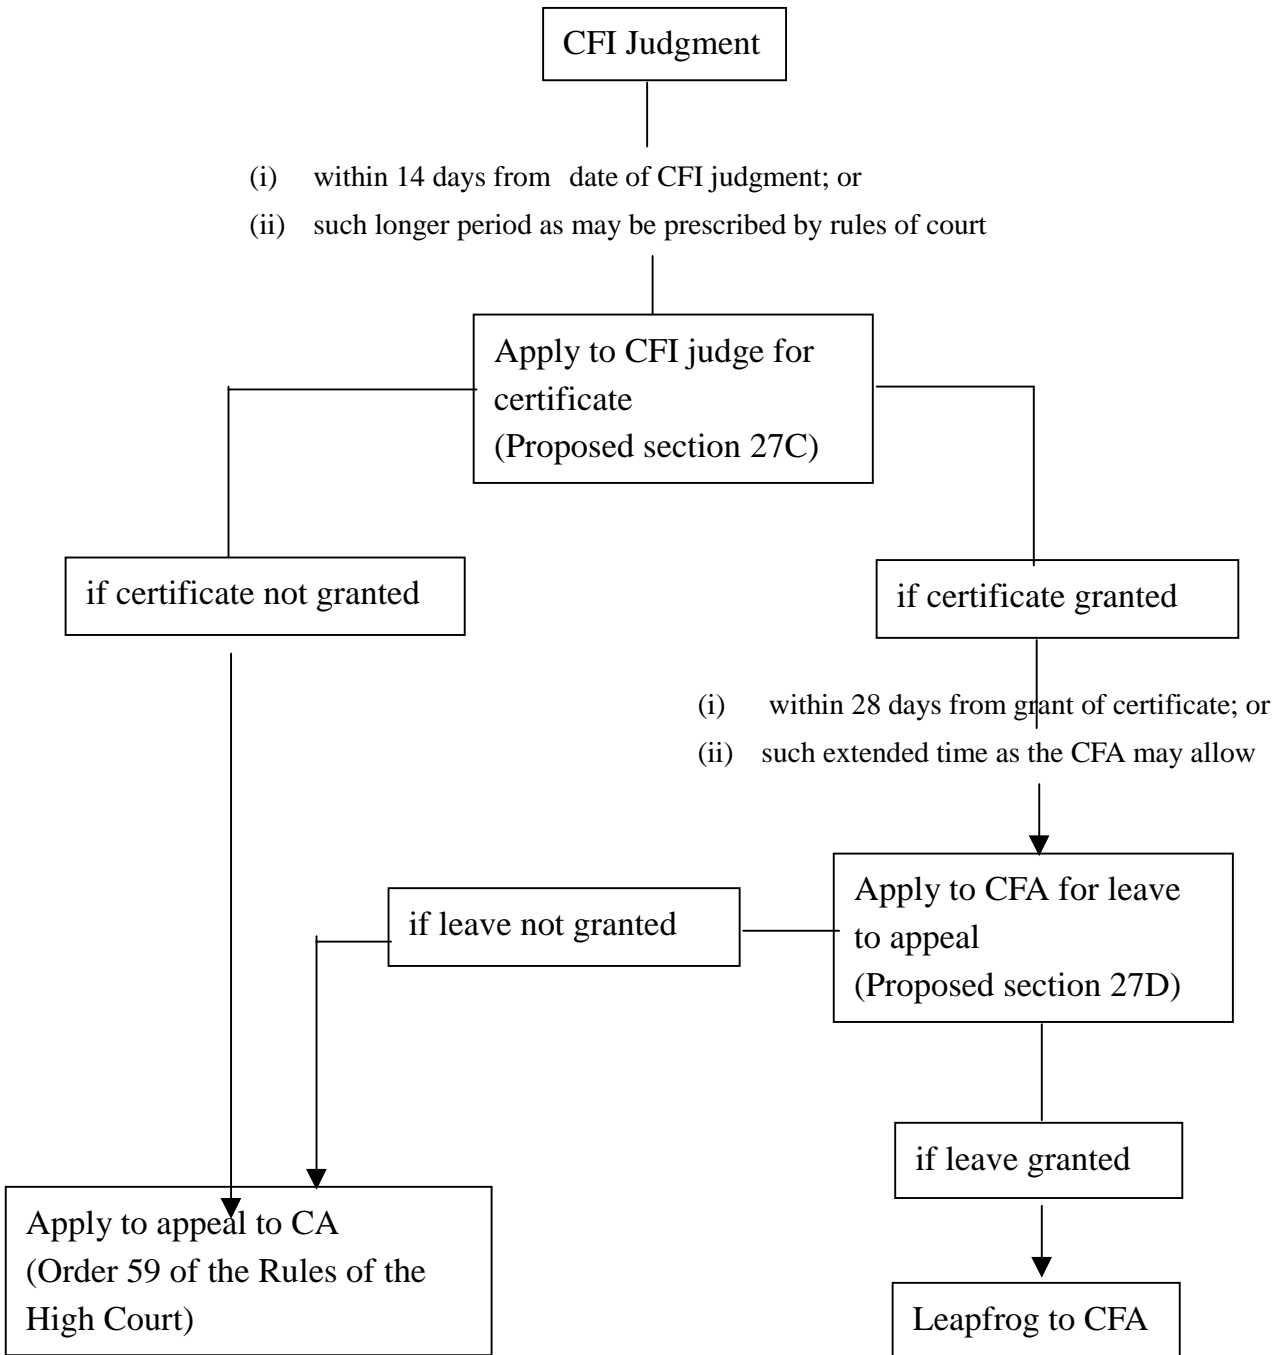 CFI Judgment
(i) within 14 days from date of CFI judgment; or
(ii) such longer period as may be prescribed by rules of court
Apply to CFI judge for
certificate
(Proposed section 27C)
if certificate not granted
if certificate granted
(i) within 28 days from grant of certificate; or
(ii) such extended time as the CFA may allow
Apply to CFA for leave
to appeal
(Proposed section 27D)
if leave not granted
if leave granted
Apply to appeal to CA
(Order 59 of the Rules of the
High Court)
Leapfrog to CFA